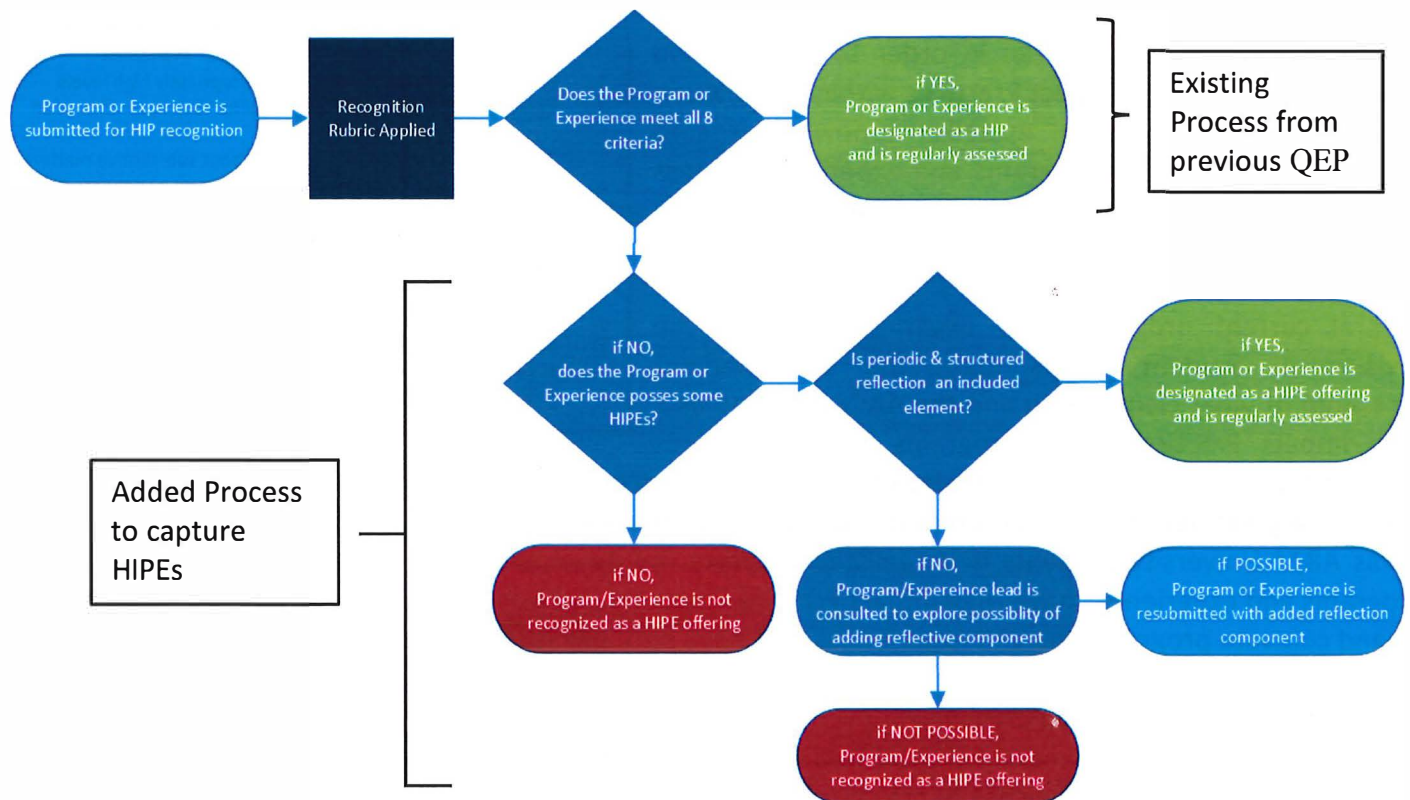 Program or Experience is
submitted for HIP recognition
Recognition
Rubric Applied
Does the Program or
Experience meet all 8
criteria?
if YES,
Program or Experience is
designated as a HIP
and is regularly assessed
Existing
Process from
previous QEP
if NO,
does the Program or
Experience posses some
HIPEs?
Is periodic & structured
reflection an included
element?
if YES,
Program or Experience is
designated as a HIPE offering
and is regularly assessed
Added Process
to capture
HIPEs
if NO,
Program/Experience is not
recognized as a HIPE offering
if NO,
Program/Expereince lead is
consulted to explore possiblity of
adding reflective component
if POSSIBLE,
Program or Experience is
resubmitted with added reflection
component
if NOT POSSIBLE,
Program/Experience is not
recognized as a HIPE offering